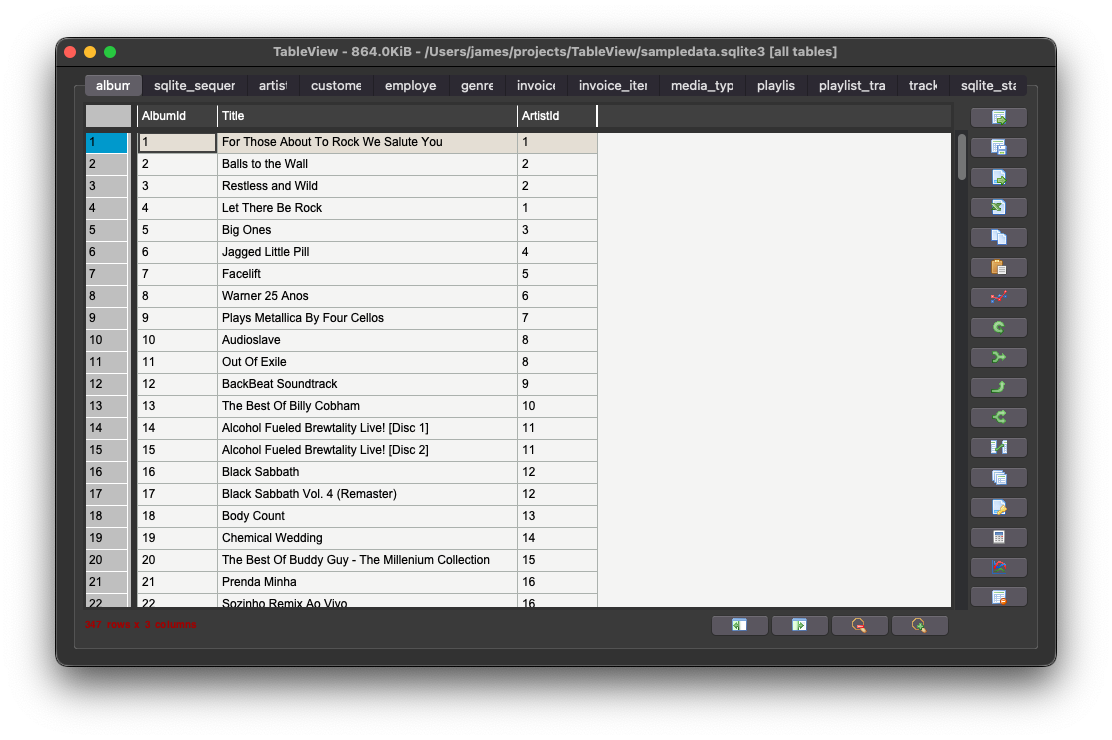 TableView - 864.0KiB - /Users/james/projects/TableView/sampledata.sqlite3 [all tables]
album sqlite_sequer artist custome employe genre invoice invoice_iter media_typ playlis playlist_tra track sqlite_sta
AlbumId Title ArtistId
1 1 For Those About To Rock We Salute You 1
2 2 Balls to the Wall 2
3 3 Restless and Wild 2
4 4 Let There Be Rock 1
5 5 Big Ones 3
6 6 Jagged Little Pill 4
7 7 Facelift 5
8 8 Warner 25 Anos 6
9 9 Plays Metallica By Four Cellos 7
10 10 Audioslave 8
11 11 Out Of Exile 8
12 12 BackBeat Soundtrack 9
13 13 The Best Of Billy Cobham 10
14 14 Alcohol Fueled Brewtality Live! [Disc 1] 11
15 15 Alcohol Fueled Brewtality Live! [Disc 2] 11
16 16 Black Sabbath 12
17 17 Black Sabbath Vol. 4 (Remaster) 12
18 18 Body Count 13
19 19 Chemical Wedding 14
20 20 The Best Of Buddy Guy - The Millenium Collection 15
21 21 Prenda Minha 16
22 22 Sozinho Remix Ao Vivo 16
347 rows x 3 columns